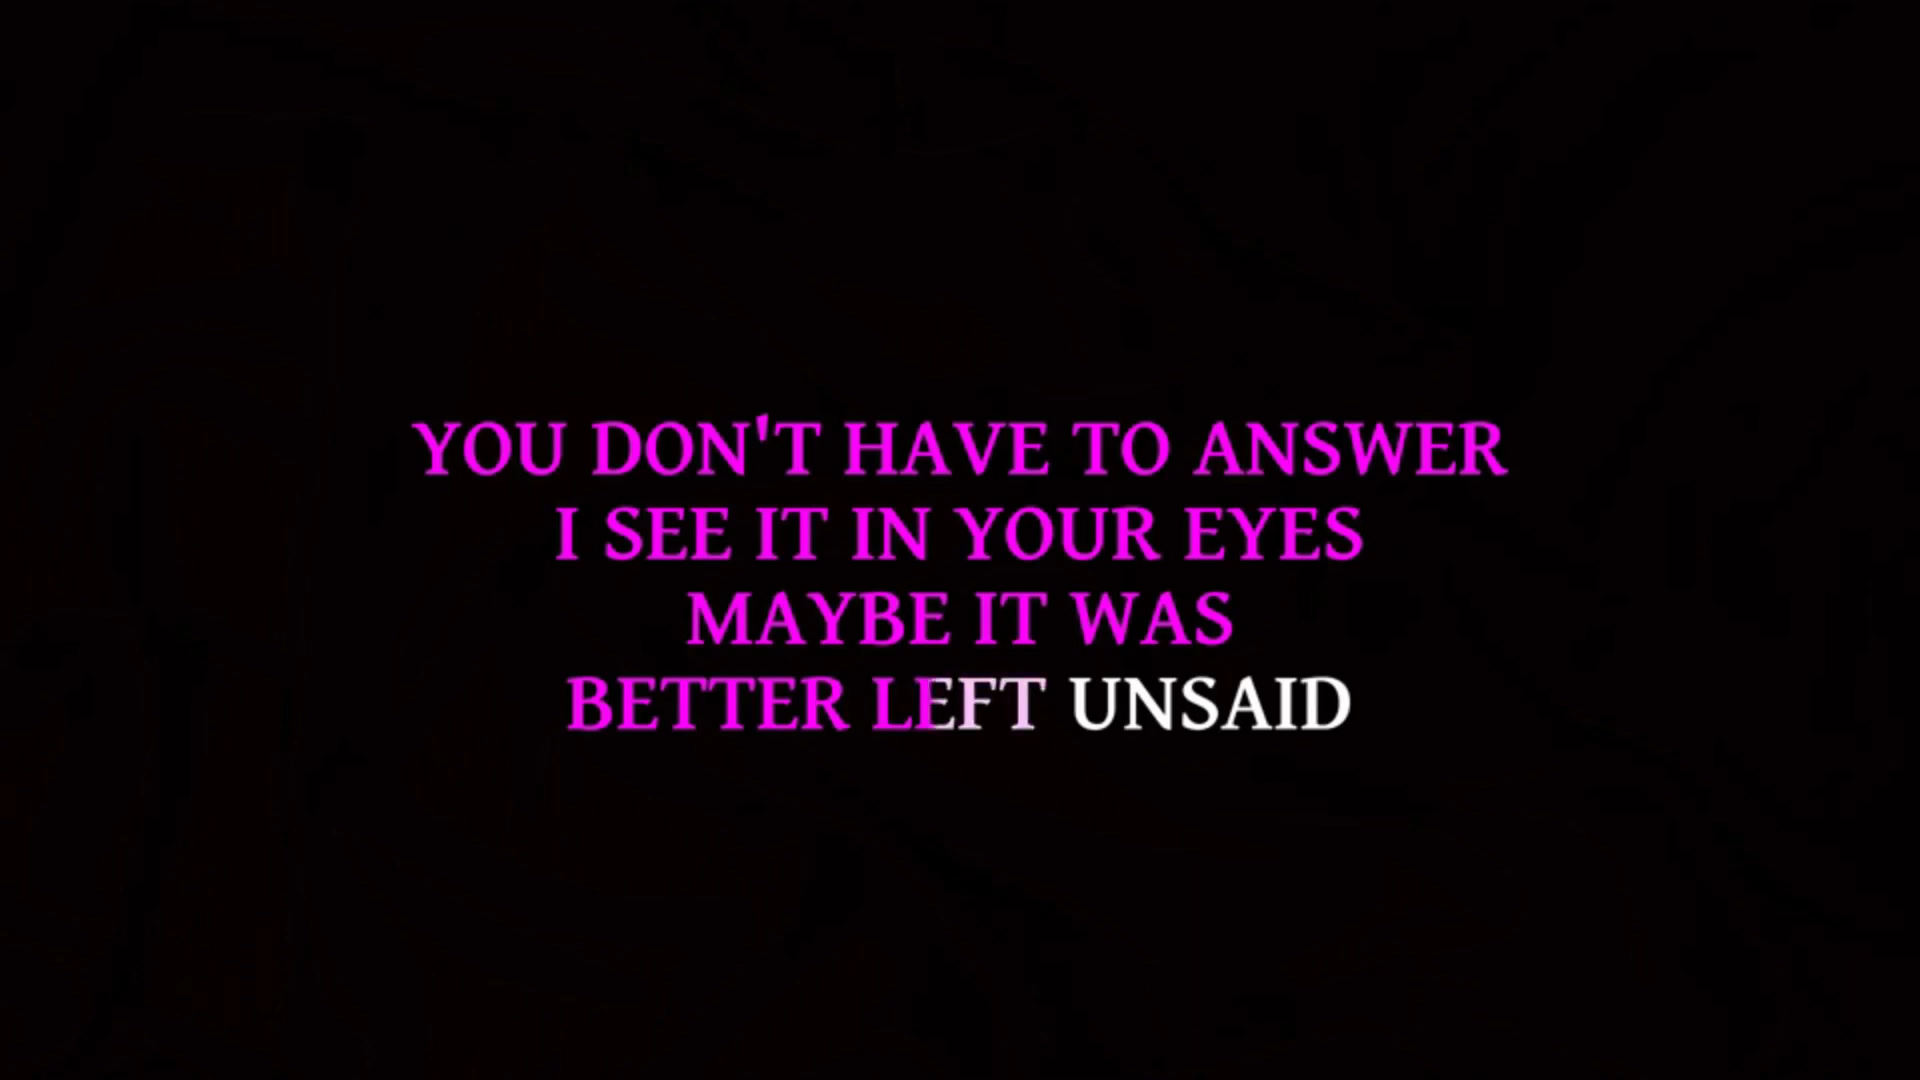 YOU DON'T HAVE TO ANSWER
I SEE IT IN YOUR EYES
MAYBE IT WAS
BETTER LEFT UNSAID